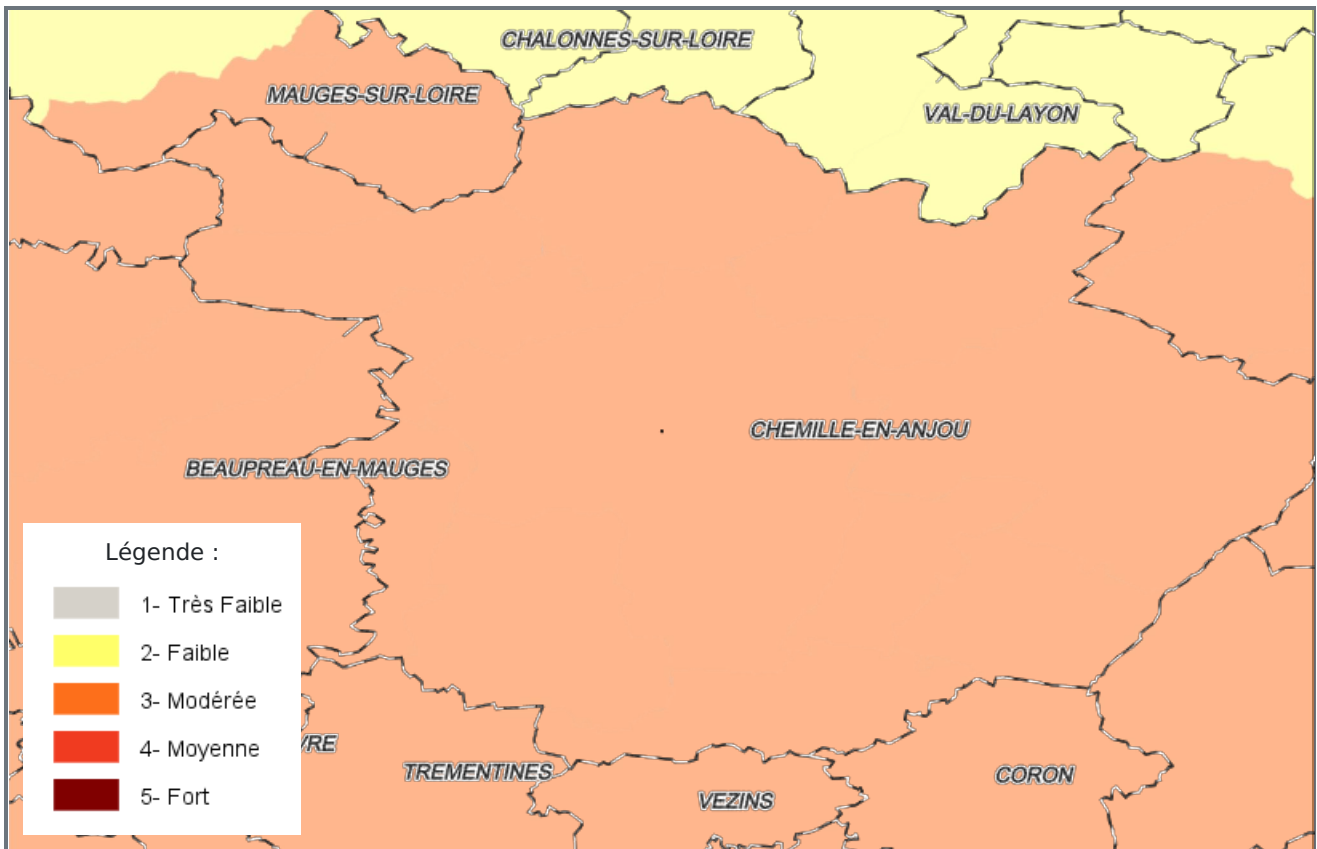 CHALONNES-SUR-LOIRE
MAUGES-SUR-LOIRE
VAL-DU-LAYON
CHEMILLE-EN-ANJOU
BEAUPREAU-EN-MAUGES
Légende :
1- Très Faible
2- Faible
3- Modérée
4- Moyenne
5- Fort
VRE
TREMENTINES
VEZINS
CORON